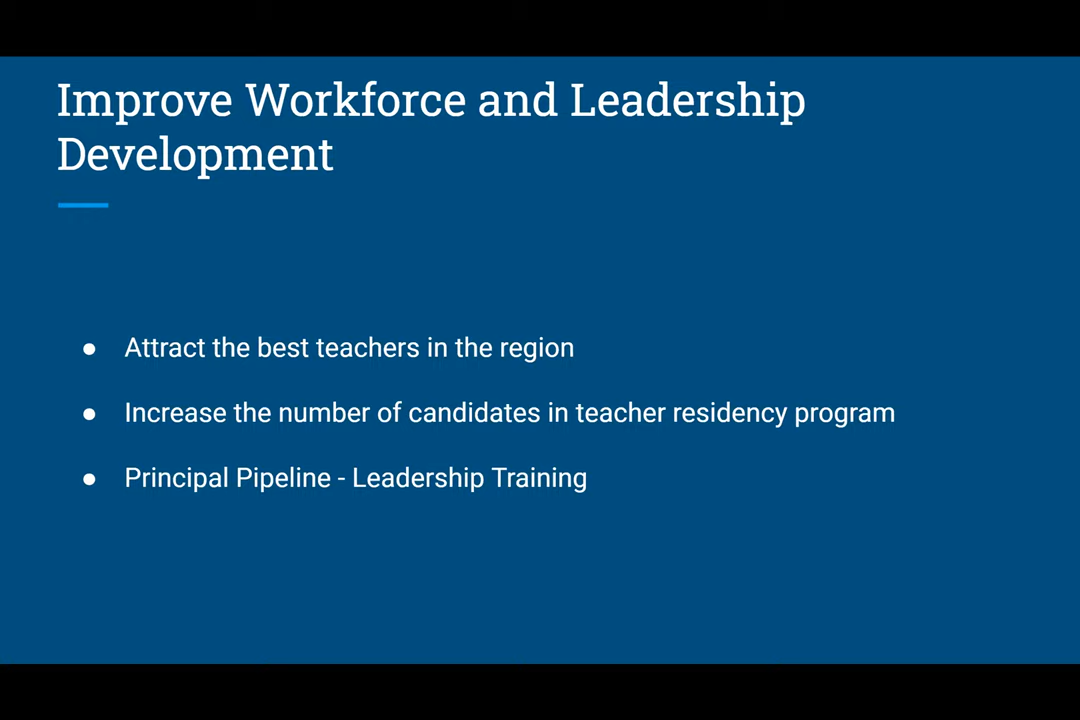 Improve Workforce and Leadership
Development
● Attract the best teachers in the region
● Increase the number of candidates in teacher residency program
● Principal Pipeline - Leadership Training